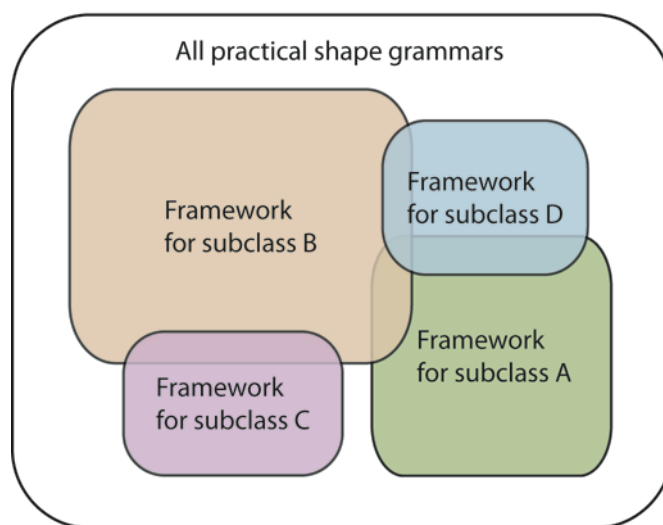 All practical shape grammars
Framework
for subclass B
Framework
for subclass D
Framework
for subclass A
Framework
for subclass C